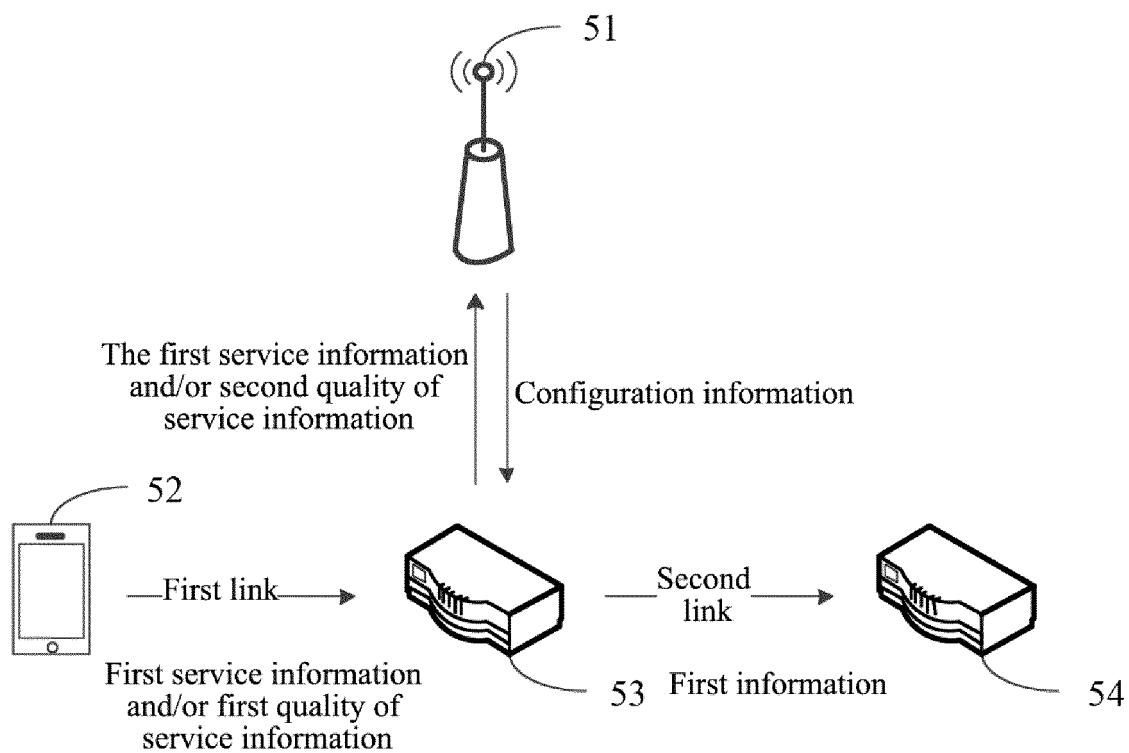 51
The first service information
and/or second quality of
service information
Configuration information
52
First link
Second
link
First service information
and/or first quality of
service information
53
First information
54